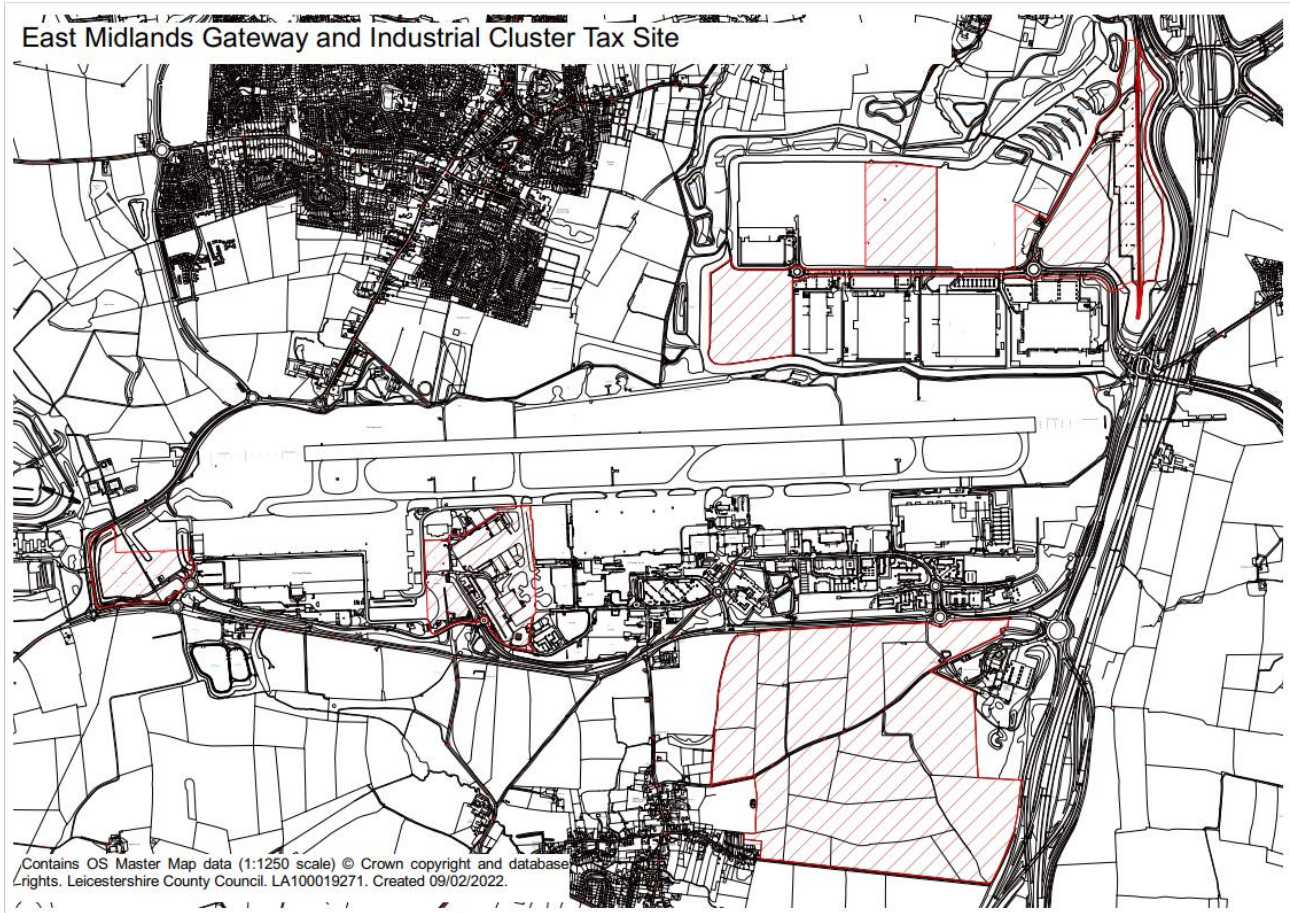 East Midlands Gateway and Industrial Cluster Tax Site
Contains OS Master Map data (1:1250 scale) © Crown copyright and database
rights. Leicestershire County Council. LA100019271. Created 09/02/2022.